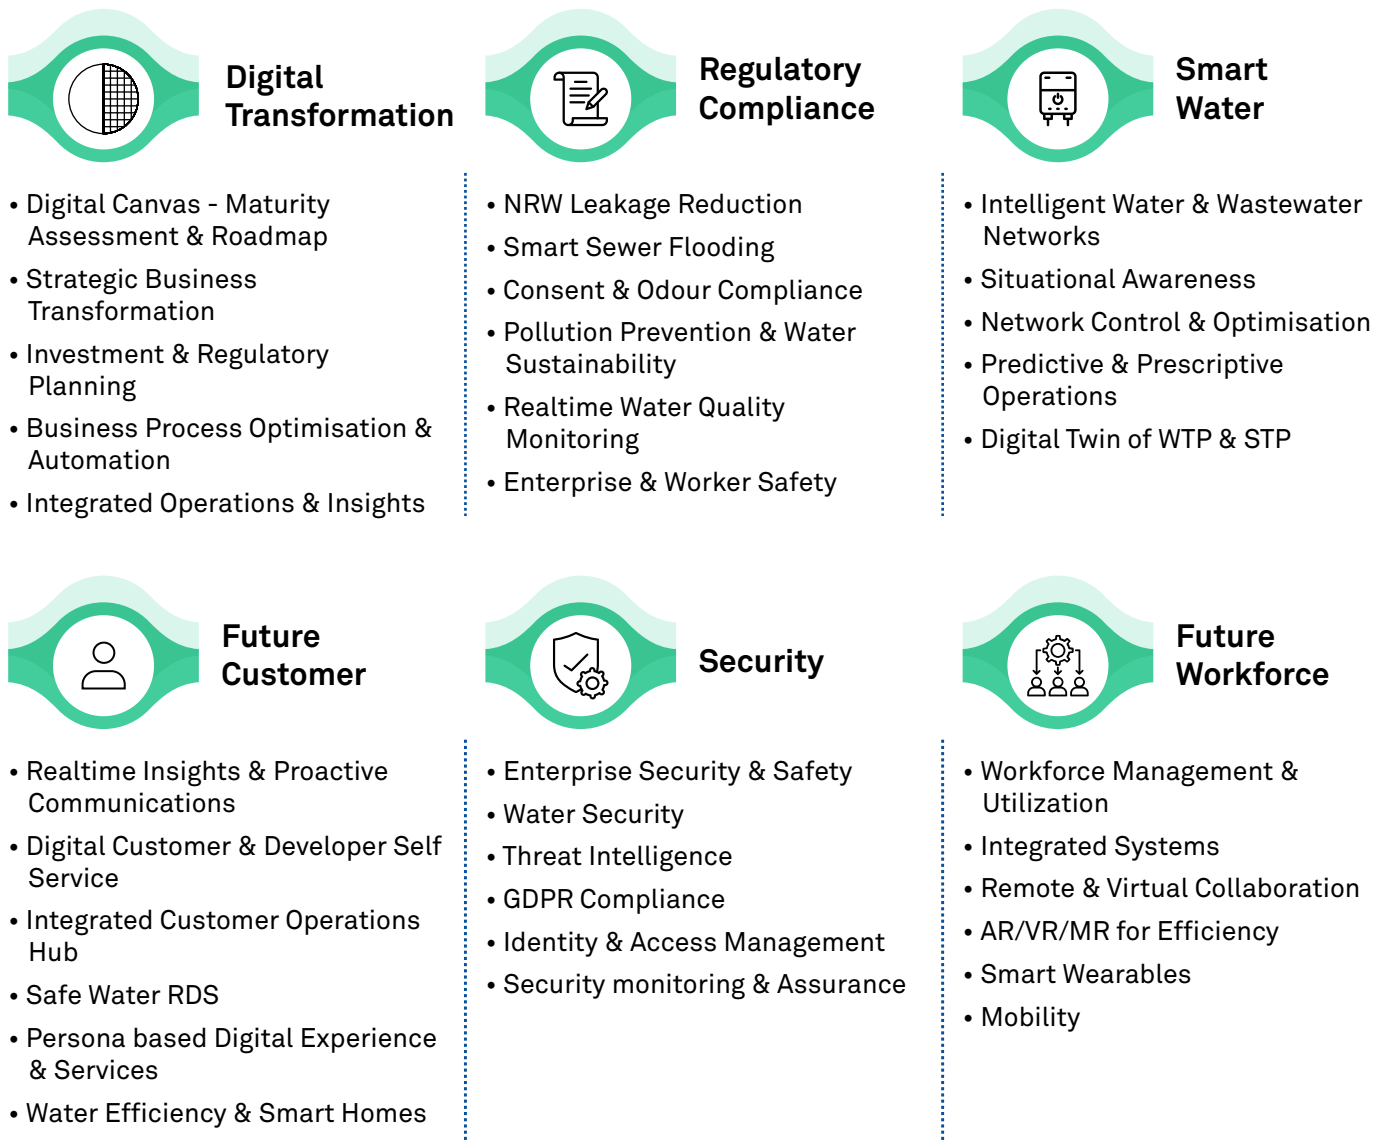 Digital
Transformation
• Digital Canvas - Maturity
Assessment & Roadmap
• Strategic Business
Transformation
• Investment & Regulatory
Planning
• Business Process Optimisation &
Automation
• Integrated Operations & Insights
Regulatory
Compliance
• NRW Leakage Reduction
• Smart Sewer Flooding
• Consent & Odour Compliance
• Pollution Prevention & Water
Sustainability
• Realtime Water Quality
Monitoring
• Enterprise & Worker Safety
Smart
Water
• Intelligent Water & Wastewater
Networks
• Situational Awareness
• Network Control & Optimisation
• Predictive & Prescriptive
Operations
• Digital Twin of WTP & STP
Future
Customer
• Realtime Insights & Proactive
Communications
• Digital Customer & Developer Self
Service
• Integrated Customer Operations
Hub
• Safe Water RDS
• Persona based Digital Experience
& Services
• Water Efficiency & Smart Homes
Security
• Enterprise Security & Safety
• Water Security
• Threat Intelligence
• GDPR Compliance
• Identity & Access Management
• Security monitoring & Assurance
Future
Workforce
• Workforce Management &
Utilization
• Integrated Systems
• Remote & Virtual Collaboration
• AR/VR/MR for Efficiency
• Smart Wearables
• Mobility